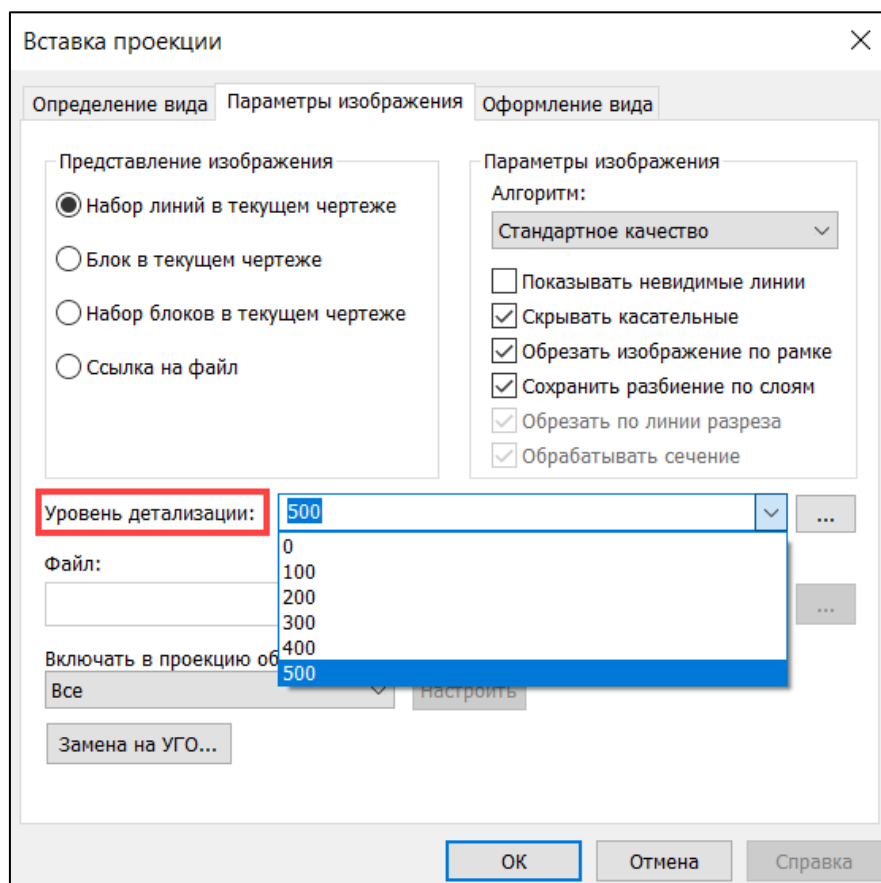 Вставка проекции
Определение вида
Параметры изображения
Оформление вида
Представление изображения
Набор линий в текущем чертеже
Блок в текущем чертеже
Набор блоков в текущем чертеже
Ссылка на файл
Параметры изображения
Алгоритм:
Стандартное качество
Показывать невидимые линии
Скрывать касательные
Обрезать изображение по рамке
Сохранить разбиение по слоям
Обрезать по линии разреза
Обрабатывать сечение
Уровень детализации:
500
...
0
100
200
300
400
500
Файл:
...
Включать в проекцию об
Все
Настроить
Замена на УГО...
ОК
Отмена
Справка